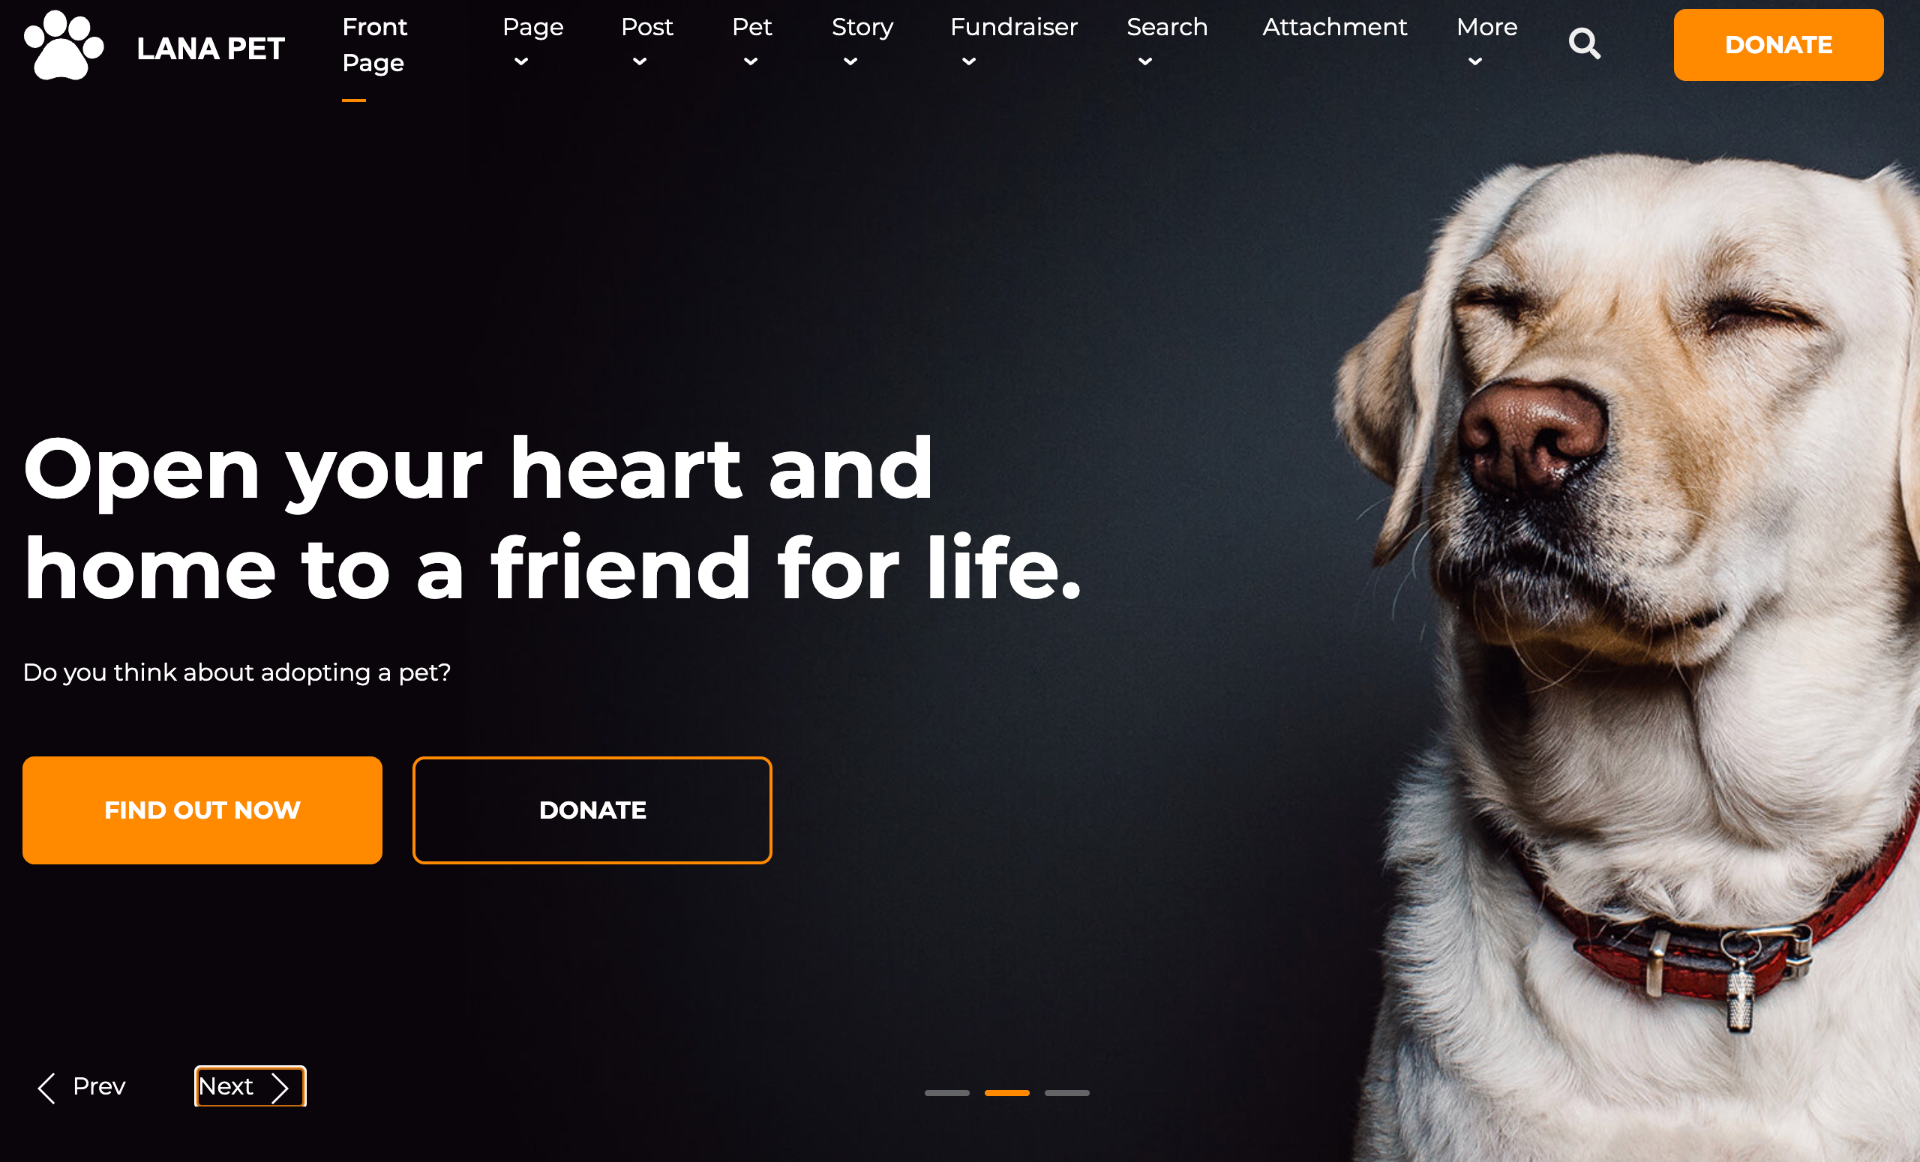 LANA PET
Front
Page
Page
Post
Pet
Story
Fundraiser
Search
Attachment
More
DONATE
Open your heart and
home to a friend for life.
Do you think about adopting a pet?
FIND OUT NOW
DONATE
Prev
Next